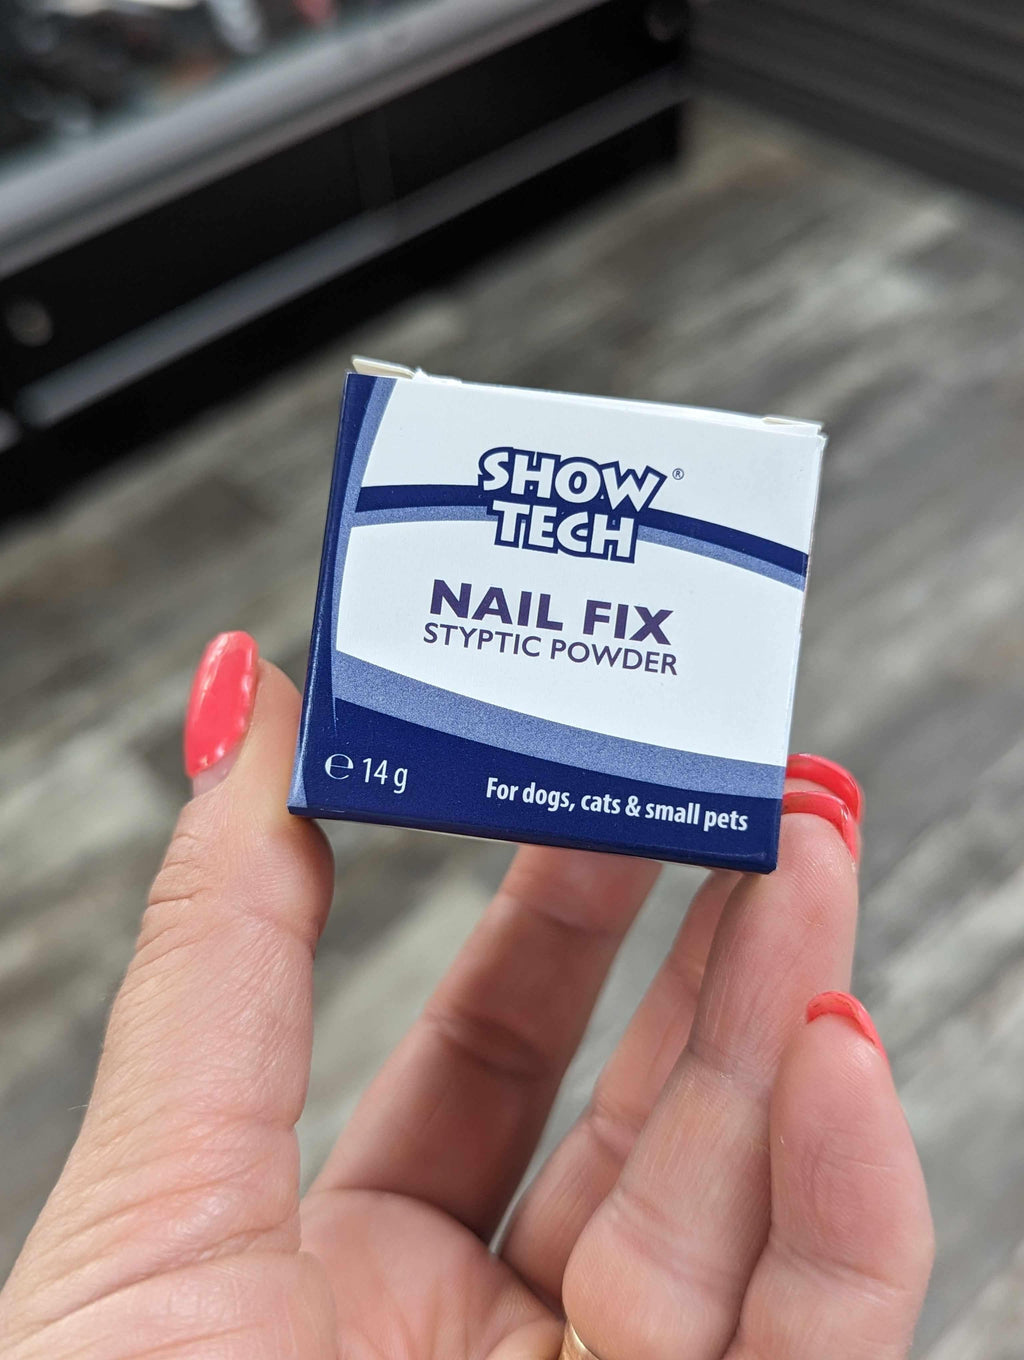 SHOW®
TECH
NAIL FIX
STYPTIC POWDER
℮ 14 g
For dogs, cats & small pets